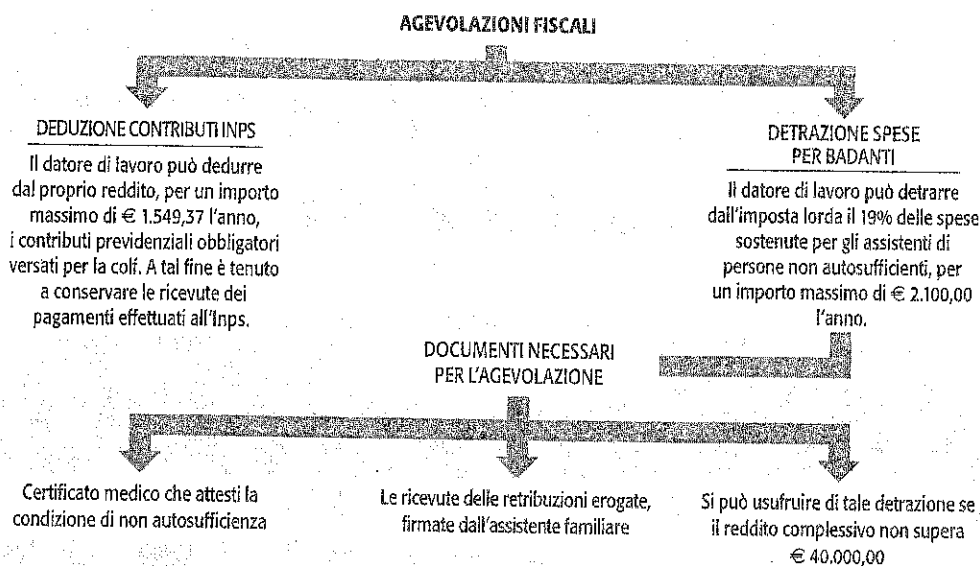 AGEVOLAZIONI FISCALI
DEDUZIONE CONTRIBUTI INPS
Il datore di lavoro può dedurre
dal proprio reddito, per un importo
massimo di € 1.549,37 l'anno,
i contributi previdenziali obbligatori
versati per la colf. A tal fine è tenuto
a conservare le ricevute dei
pagamenti effettuati all'Inps.
DETRAZIONE SPESE
PER BADANTI
Il datore di lavoro può detrarre
dall'imposta lorda il 19% delle spese
sostenute per gli assistenti di
persone non autosufficienti, per
un importo massimo di € 2.100,00
l'anno.
DOCUMENTI NECESSARI
PER L'AGEVOLAZIONE
Certificato medico che attesti la
condizione di non autosufficienza
Le ricevute delle retribuzioni erogate,
firmate dall'assistente familiare
Si può usufruire di tale detrazione se
il reddito complessivo non supera
€ 40.000,00